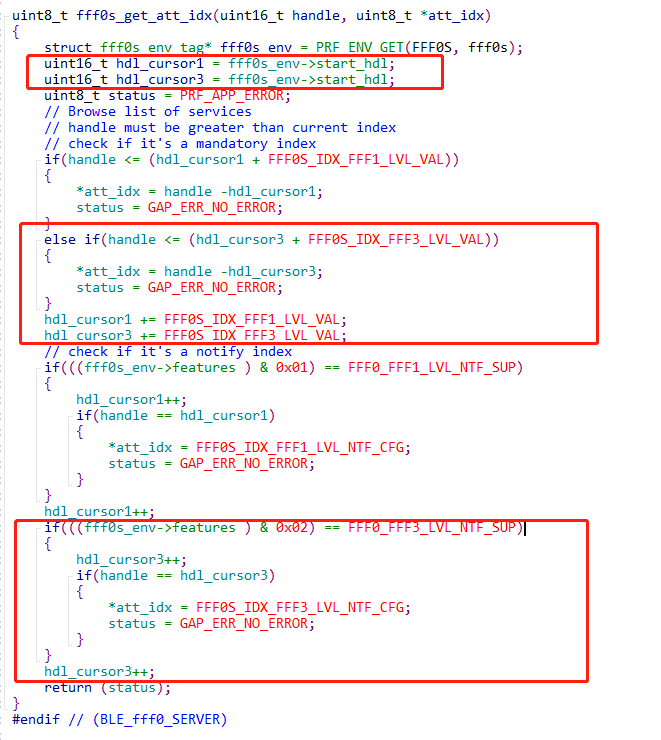 uint8_t fff0s_get_att_idx(uint16_t handle, uint8_t *att_idx)
{
    struct fff0s_env_tag* fff0s_env = PRF_ENV_GET(FFF0S, fff0s);
    uint16_t hdl_cursor1 = fff0s_env->start_hdl;
    uint16_t hdl_cursor3 = fff0s_env->start_hdl;
    uint8_t status = PRF_APP_ERROR;
    // Browse list of services
    // handle must be greater than current index
    // check if it's a mandatory index
    if(handle <= (hdl_cursor1 + FFF0S_IDX_FFF1_LVL_VAL))
    {
        *att_idx = handle -hdl_cursor1;
        status = GAP_ERR_NO_ERROR;
    }
    else if(handle <= (hdl_cursor3 + FFF0S_IDX_FFF3_LVL_VAL))
    {
        *att_idx = handle -hdl_cursor3;
        status = GAP_ERR_NO_ERROR;
    }
    hdl_cursor1 += FFF0S_IDX_FFF1_LVL_VAL;
    hdl_cursor3 += FFF0S_IDX_FFF3_LVL_VAL;
    // check if it's a notify index
    if(((fff0s_env->features ) & 0x01) == FFF0_FFF1_LVL_NTF_SUP)
    {
        hdl_cursor1++;
        if(handle == hdl_cursor1)
        {
            *att_idx = FFF0S_IDX_FFF1_LVL_NTF_CFG;
            status = GAP_ERR_NO_ERROR;
        }
    }
    hdl_cursor1++;
    if(((fff0s_env->features ) & 0x02) == FFF0_FFF3_LVL_NTF_SUP)
    {
        hdl_cursor3++;
        if(handle == hdl_cursor3)
        {
            *att_idx = FFF0S_IDX_FFF3_LVL_NTF_CFG;
            status = GAP_ERR_NO_ERROR;
        }
    }
    hdl_cursor3++;
    return (status);
}
#endif // (BLE_fff0_SERVER)